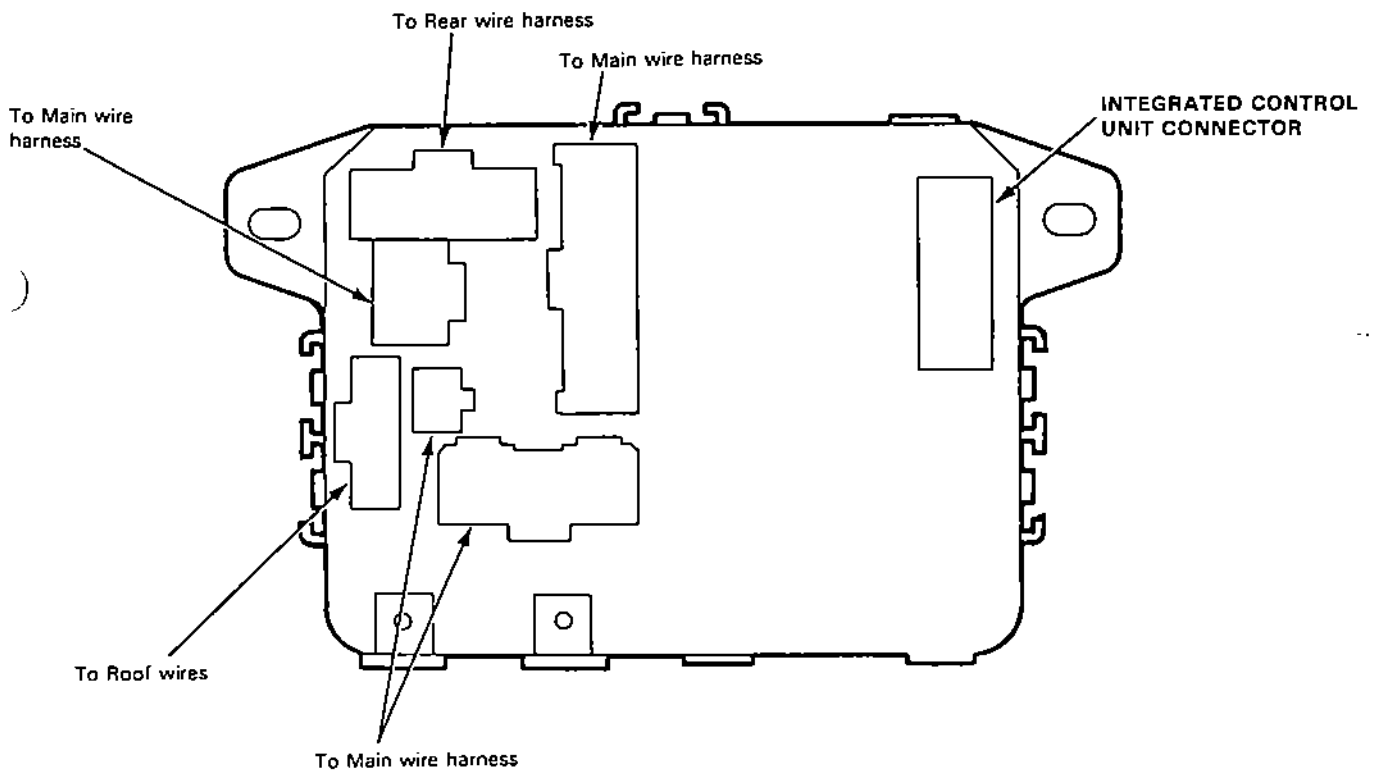 To Rear wire harness
To Main wire harness
To Main wire
harness
INTEGRATED CONTROL
UNIT CONNECTOR
To Roof wires
To Main wire harness